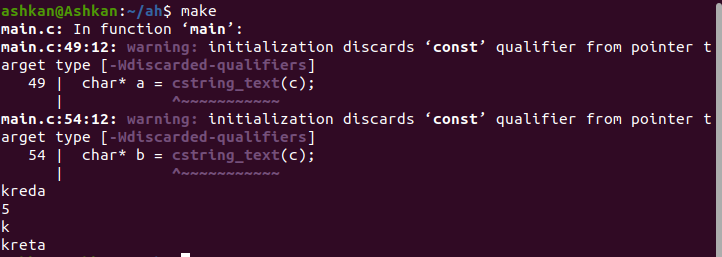 ashkan@Ashkan:~/ah$ make
main.c: In function ‘main’:
main.c:49:12: warning: initialization discards ‘const’ qualifier from pointer t
arget type [-Wdiscarded-qualifiers]
   49 |  char* a = cstring_text(c);
      |            ^~~~~~~~~~~~
main.c:54:12: warning: initialization discards ‘const’ qualifier from pointer t
arget type [-Wdiscarded-qualifiers]
   54 |  char* b = cstring_text(c);
      |            ^~~~~~~~~~~~
kreda
5
k
kreta